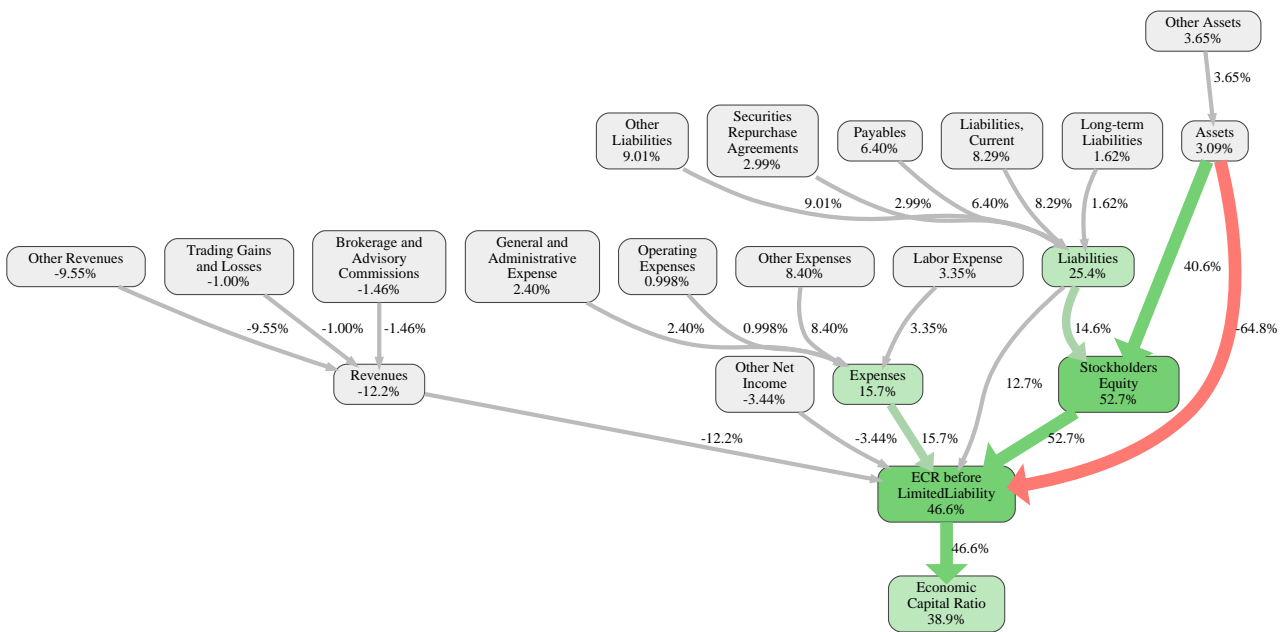 Other Assets
3.65%
3.65%
Other
Liabilities
9.01%
Securities
Repurchase
Agreements
2.99%
Payables
6.40%
Liabilities,
Current
8.29%
Long-term
Liabilities
1.62%
Assets
3.09%
9.01%
2.99%
6.40%
8.29%
1.62%
Other Revenues
-9.55%
Trading Gains
and Losses
-1.00%
Brokerage and
Advisory
Commissions
-1.46%
General and
Administrative
Expense
2.40%
Operating
Expenses
0.998%
Other Expenses
8.40%
Labor Expense
3.35%
Liabilities
25.4%
40.6%
-9.55%
-1.00%
-1.46%
2.40%
0.998%
8.40%
3.35%
14.6%
-64.8%
Revenues
-12.2%
Other Net
Income
-3.44%
Expenses
15.7%
12.7%
Stockholders
Equity
52.7%
-12.2%
-3.44%
15.7%
52.7%
ECR before
LimitedLiability
46.6%
46.6%
Economic
Capital Ratio
38.9%